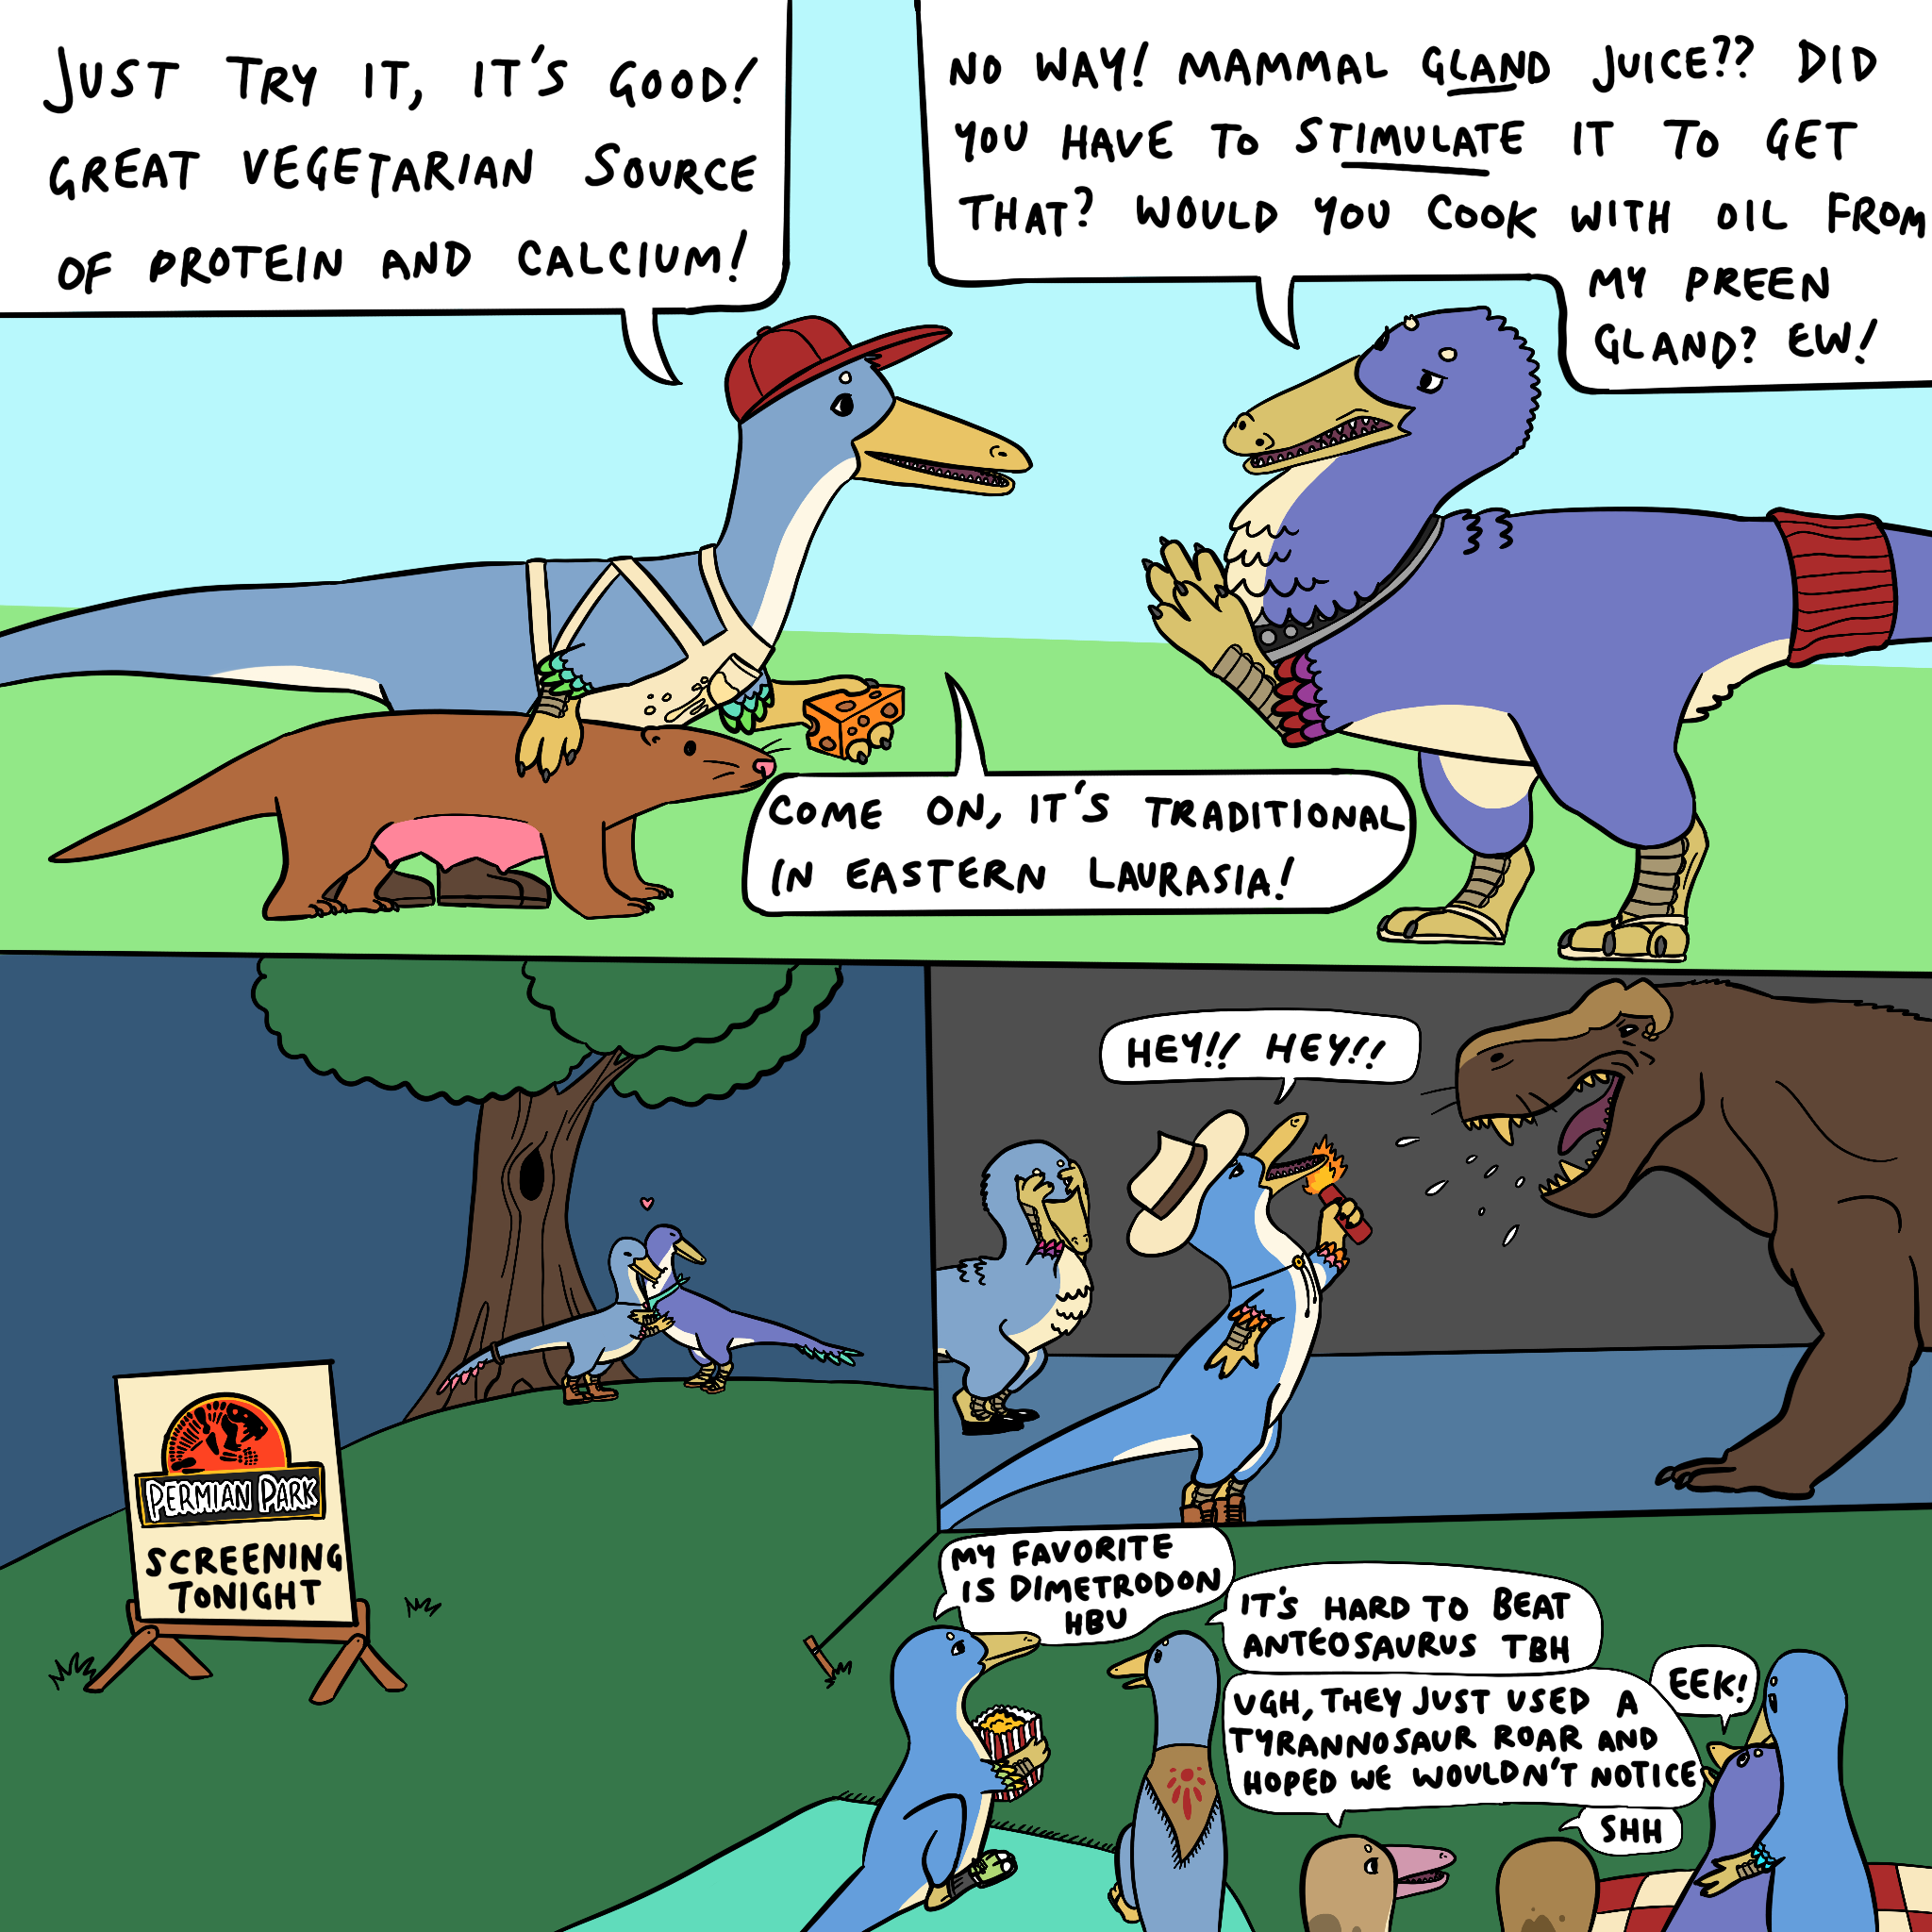 JUST TRY IT, IT'S GOOD!
GREAT VEGETARIAN SOURCE
OF PROTEIN AND CALCIUM!
NO WAY! MAMMAL GLAND JUICE?? DID
YOU HAVE TO STIMULATE IT TO GET
THAT? WOULD YOU COOK WITH OIL FROM
MY PREEN
GLAND? EW!
COME ON, IT'S TRADITIONAL
IN EASTERN LAURASIA!
PERMIAN PARK
SCREENING
TONIGHT
HEY!! HEY!!
MY FAVORITE
IS DIMETRODON
HBU
IT'S HARD TO BEAT
ANTEOSAURUS TBH
UGH, THEY JUST USED A
TYRANNOSAUR ROAR AND
HOPED WE WOULDN'T NOTICE
EEK!
SHH